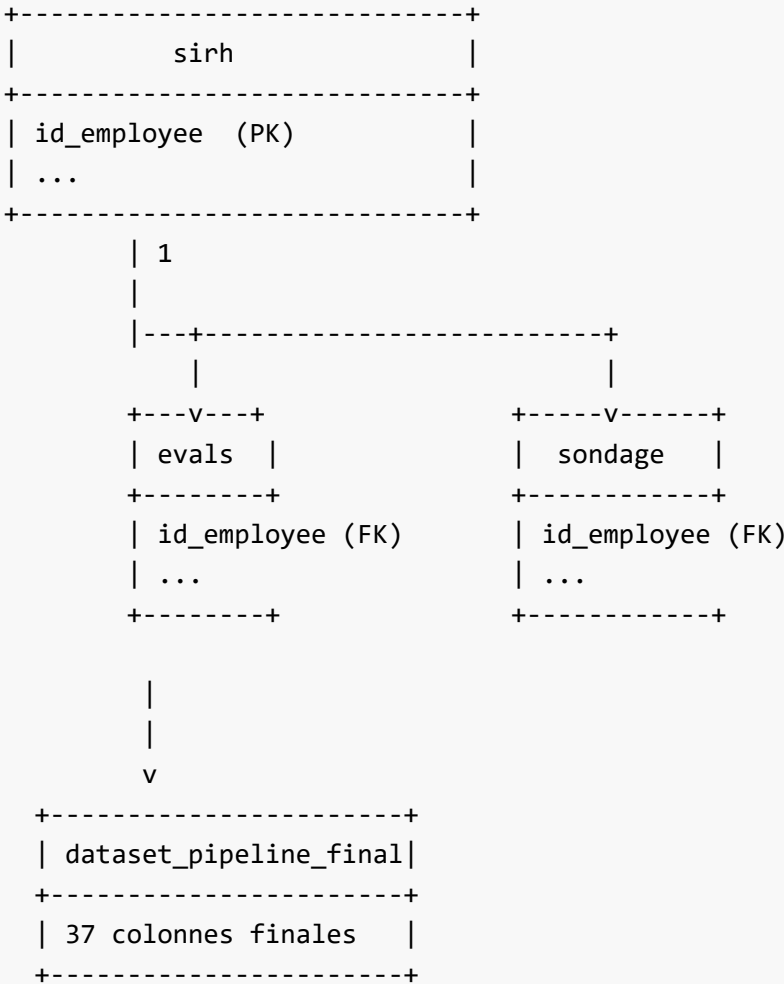 sirh
id_employee (PK)
...
1
evals
sondage
id_employee (FK)
id_employee (FK)
...
...
dataset_pipeline_final
37 colonnes finales